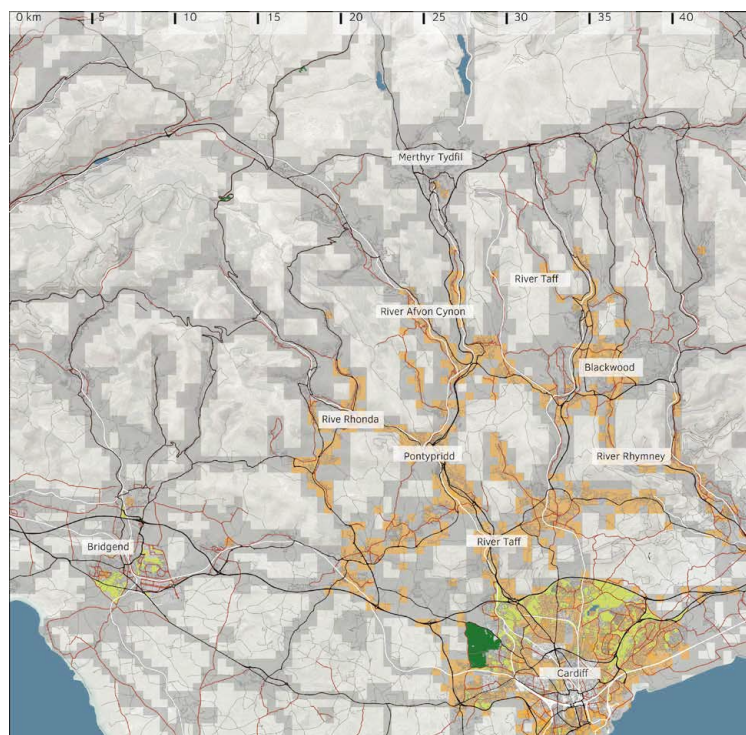 0 km 5 10 15 20 25 30 35 40
Merthyr Tydfil
River Taff
River Afvon Cynon
Blackwood
Rive Rhonda
Pontypridd
River Rhymney
River Taff
Bridgend
Cardiff